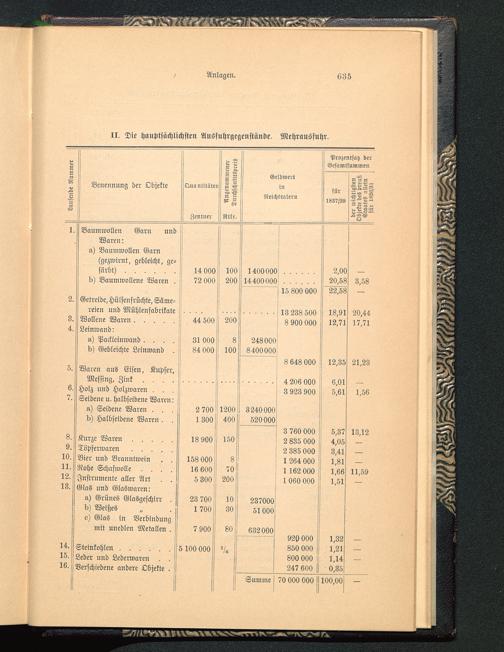 Anlagen. 635
II. Die hauptsächlichsten Ausfuhrgegenstände. Mehrausfuhr.
Laufende Nummer
Benennung der Objekte
Quantitäten
Zentner
Angenommener Durchschnittspreis
Rtlr.
Geldwert in Reichstalern
Prozentsatz der Gesamtsummen
für 1837/39
der wichtigsten Objekte des preuß. Staates allein
1. Baumwollen Garn und
Waren:
a) Baumwollen Garn
(gezwirnt, gebleicht, ge-
färbt) . . . . . . 14 000 100 1 400 000 . . . . . . 2,00 —
b) Baumwollene Waren . 72 000 200 14 400 000 . . . . . . 20,58 3,58
15 800 000 22,58 —
2. Getreide, Hülsenfrüchte, Säme-
reien und Mühlenfabrikate . . . . . . . . 13 238 500 18,91 20,44
3. Wollene Waren . . . . . 44 500 200 8 900 000 12,71 17,71
4. Leinwand:
a) Packleinwand . . . . 31 000 8 248 000
b) Gebleichte Leinwand . 84 000 100 8 400 000
8 648 000 12,35 21,23
5. Waren aus Eisen, Kupfer,
Messing, Zink . . . . . . . . . 4 206 000 6,01 —
6. Holz und Holzwaren . . . 3 923 900 5,61 1,56
7. Seidene u. halbseidene Waren:
a) Seidene Waren . . . 2 700 1200 3 240 000
b) Halbseidene Waren . . 1 300 400 520 000
3 760 000 5,37 13,12
8. Kurze Waren . . . . . 18 900 150 2 835 000 4,05 —
9. Töpferwaren . . . . . 2 385 000 3,41 —
10. Bier und Branntwein . . 158 000 8 1 264 000 1,81 —
11. Rohe Schafwolle . . . 16 600 70 1 162 000 1,66 11,59
12. Instrumente aller Art . . 5 300 200 1 060 000 1,51 —
13. Glas und Glaswaren:
a) Grünes Glasgeschirr . 23 700 10 237000
b) Weißes „ . 1 700 30 51 000
c) Glas in Verbindung
mit unedlen Metallen . 7 900 80 632 000
920 000 1,32 —
14. Steinkohlen . . . . . . 5 100 000 1/6 850 000 1,21 —
15. Leder und Lederwaren . . 800 000 1,14 —
16. Verschiedene andere Objekte . 247 600 0,35
Summe 70 000 000 100,00 —